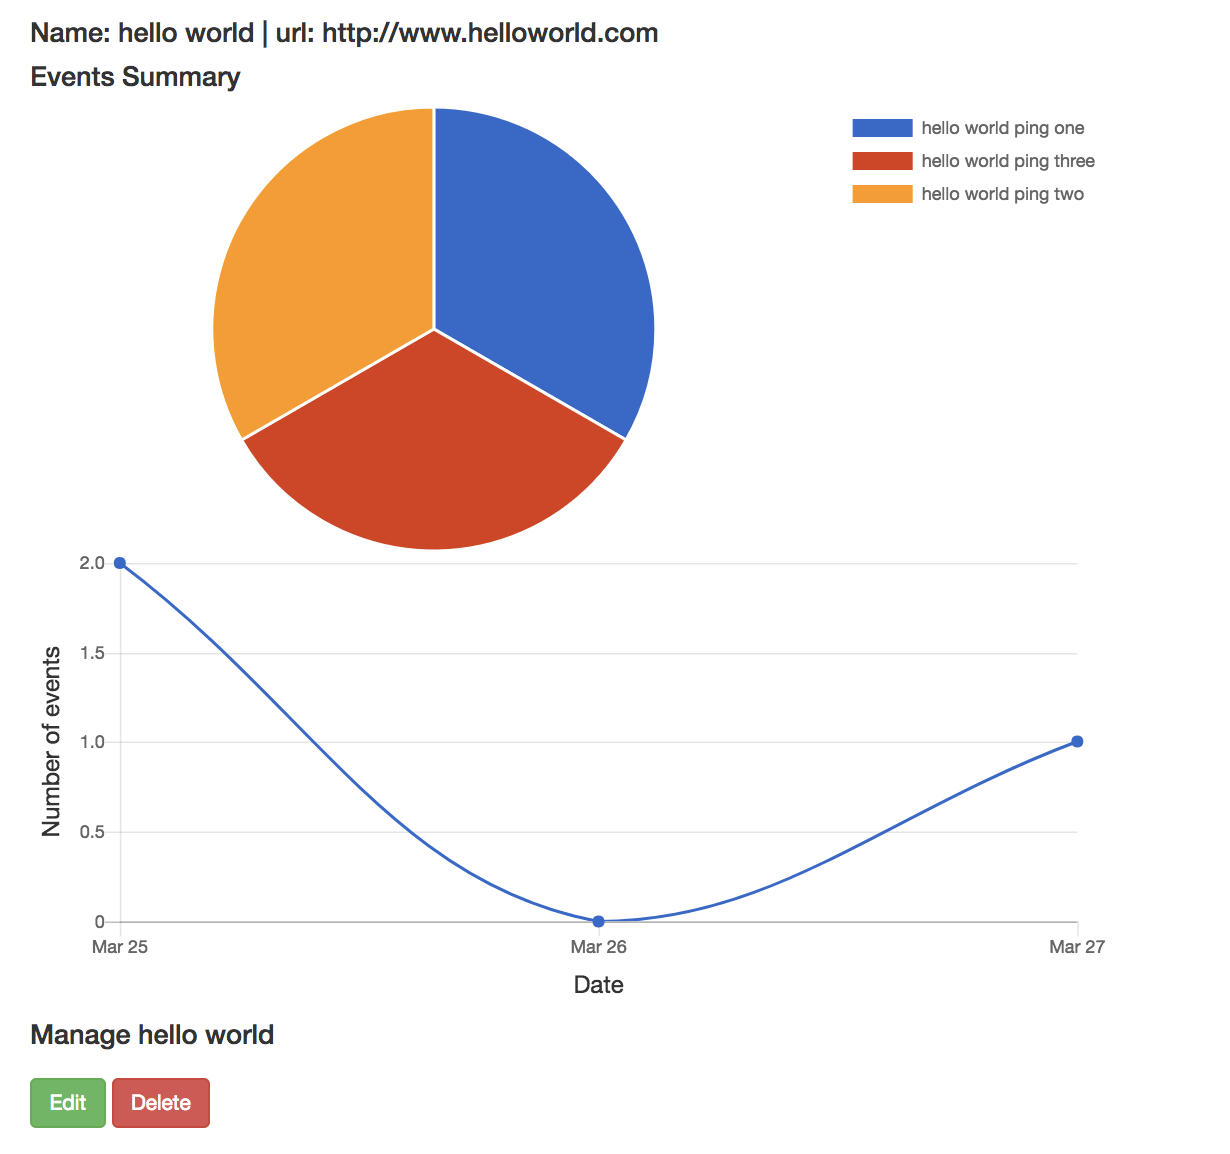 Name: hello world | url: http://www.helloworld.com
Events Summary
hello world ping one
hello world ping three
hello world ping two
2.0
1.5
1.0
0.5
0
Number of events
Mar 25
Mar 26
Mar 27
Date
Manage hello world
Edit
Delete